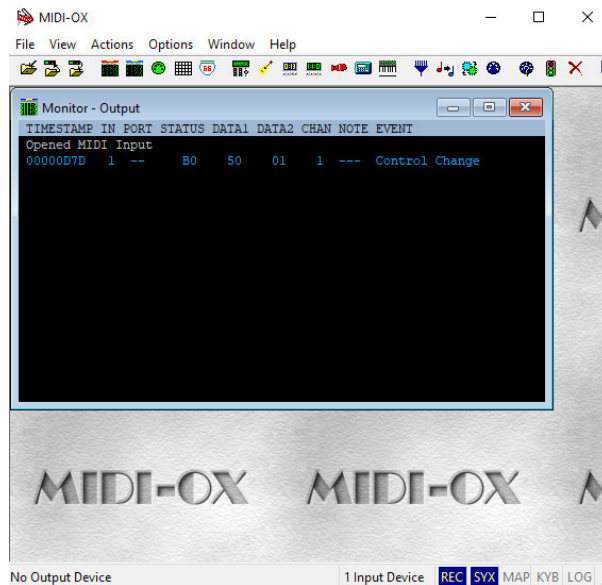 MIDI-OX
File View Actions Options Window Help
Monitor - Output
TIMESTAMP IN PORT STATUS DATA1 DATA2 CHAN NOTE EVENT
Opened MIDI Input
00000D7D 1 -- B0 50 01 1 --- Control Change
MIDI-OX MIDI-OX
No Output Device 1 Input Device REC SYX MAP KYB LOG